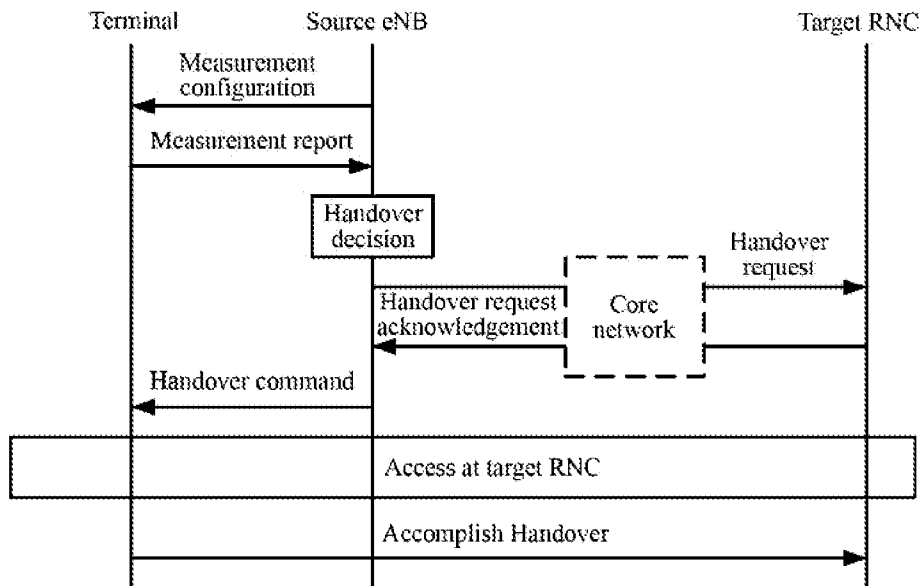 Terminal
Source eNB
Target RNC
Measurement
configuration
Measurement report
Handover
decision
Handover
request
Handover request
acknowledgement
Core
network
Handover command
Access at target RNC
Accomplish Handover